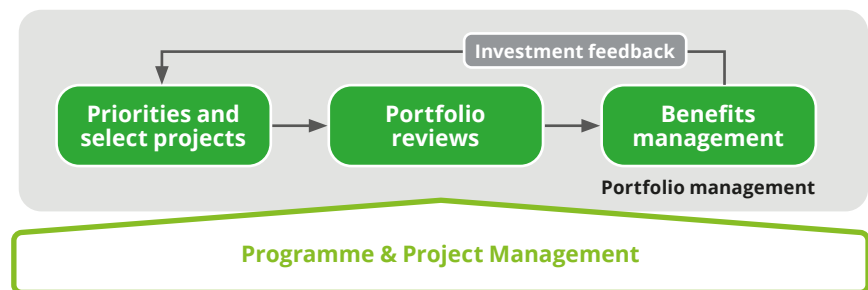 Investment feedback
Priorities and
select projects
Portfolio
reviews
Benefits
management
Portfolio management
Programme & Project Management